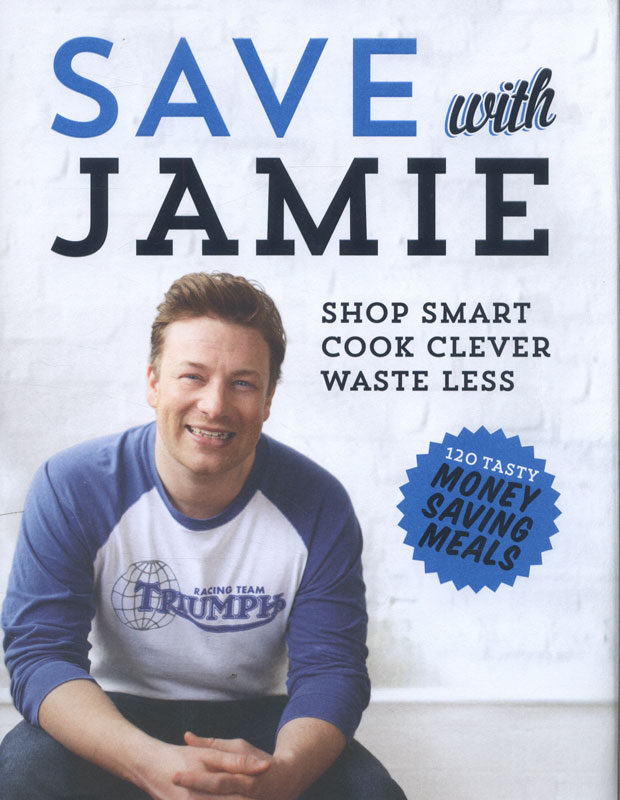 SAVE with
JAMIE
SHOP SMART
COOK CLEVER
WASTE LESS
120 TASTY
MONEY
SAVING
MEALS
RACING TEAM
TRIUMPH